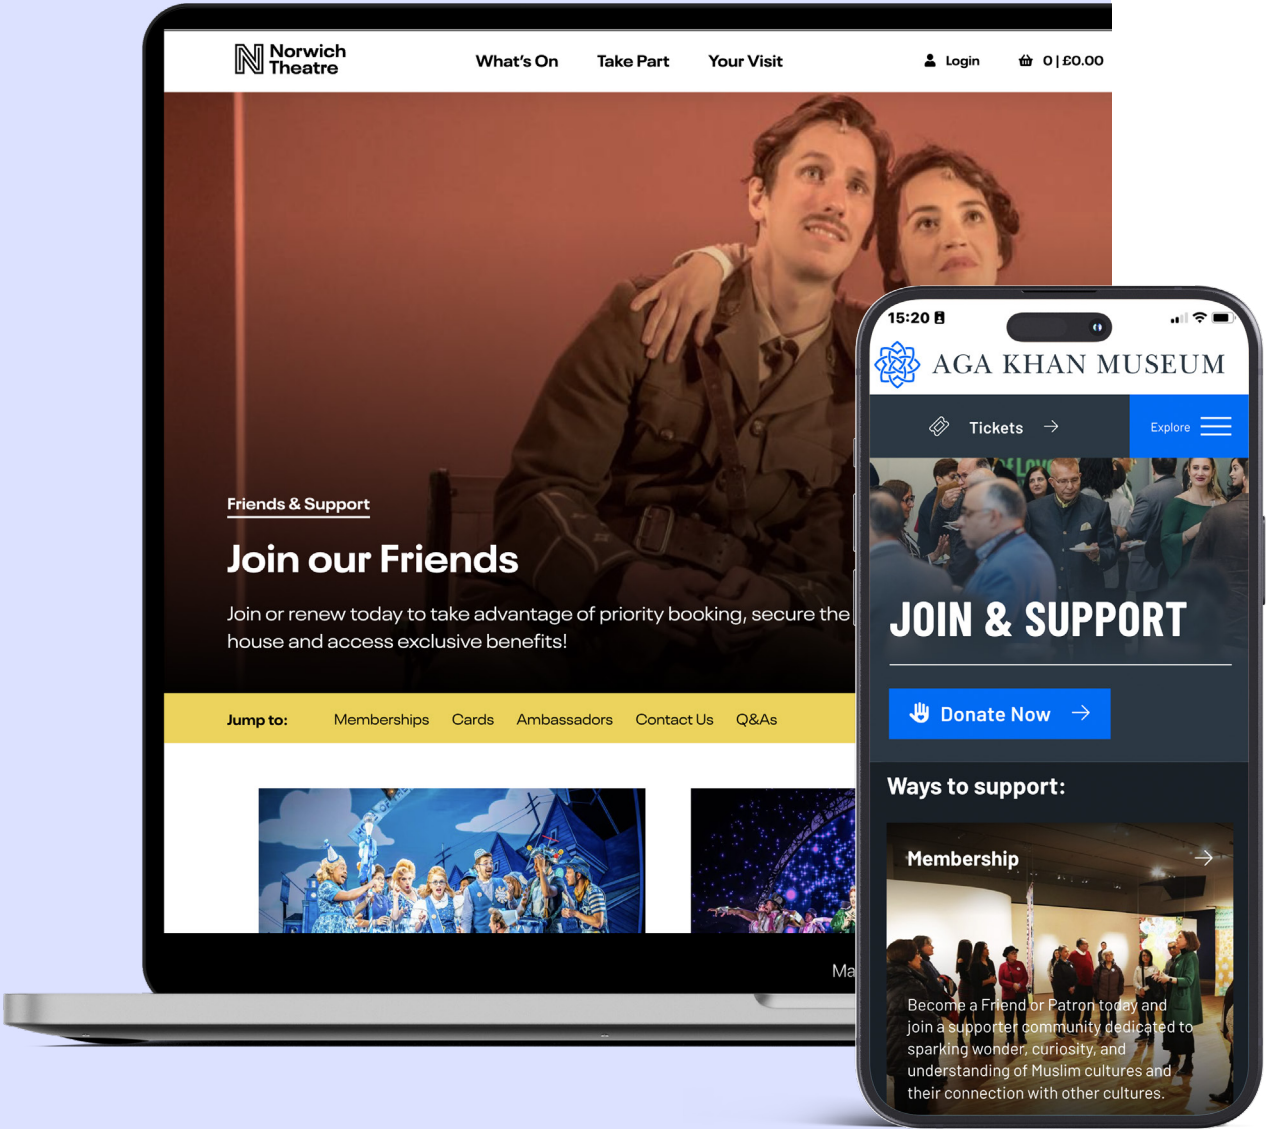 Norwich
Theatre
What's On
Take Part
Your Visit
Login
0 | £0.00
Friends & Support
Join our Friends
Join or renew today to take advantage of priority booking, secure the
house and access exclusive benefits!
Jump to:
Memberships
Cards
Ambassadors
Contact Us
Q&As
Ma
15:20
AGA KHAN MUSEUM
Tickets
Explore
JOIN & SUPPORT
Donate Now
Ways to support:
Membership
Become a Friend or Patron today and
join a supporter community dedicated to
sparking wonder, curiosity, and
understanding of Muslim cultures and
their connection with other cultures.